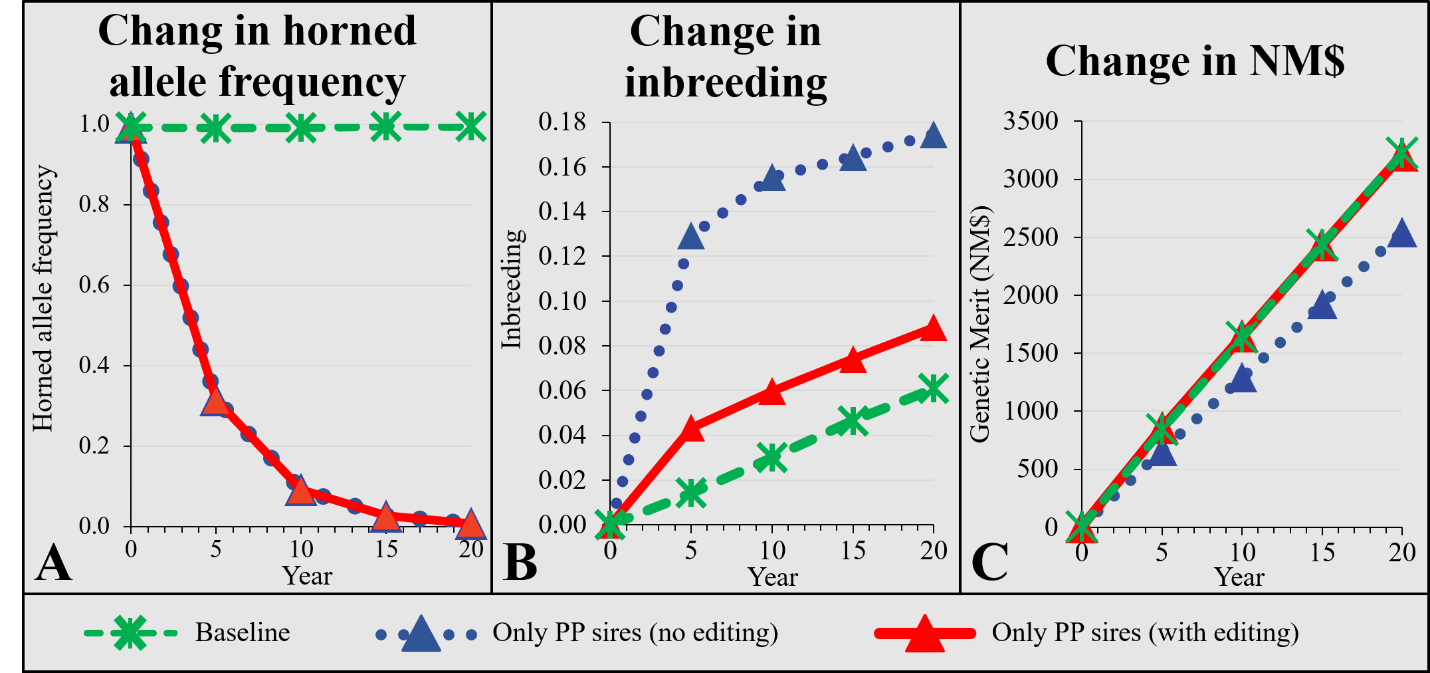 Chang in horned
allele frequency
1.0
0.8
0.6
0.4
0.2
0.0
Horned allele frequency
0 5 10 15 20
Year
A
Change in
inbreeding
0.18
0.16
0.14
0.12
0.10
0.08
0.06
0.04
0.02
0.00
Inbreeding
0 5 10 15 20
Year
B
Change in NM$
3500
3000
2500
2000
1500
1000
500
0
Genetic Merit (NM$)
0 5 10 15 20
Year
C
Baseline
Only PP sires (no editing)
Only PP sires (with editing)